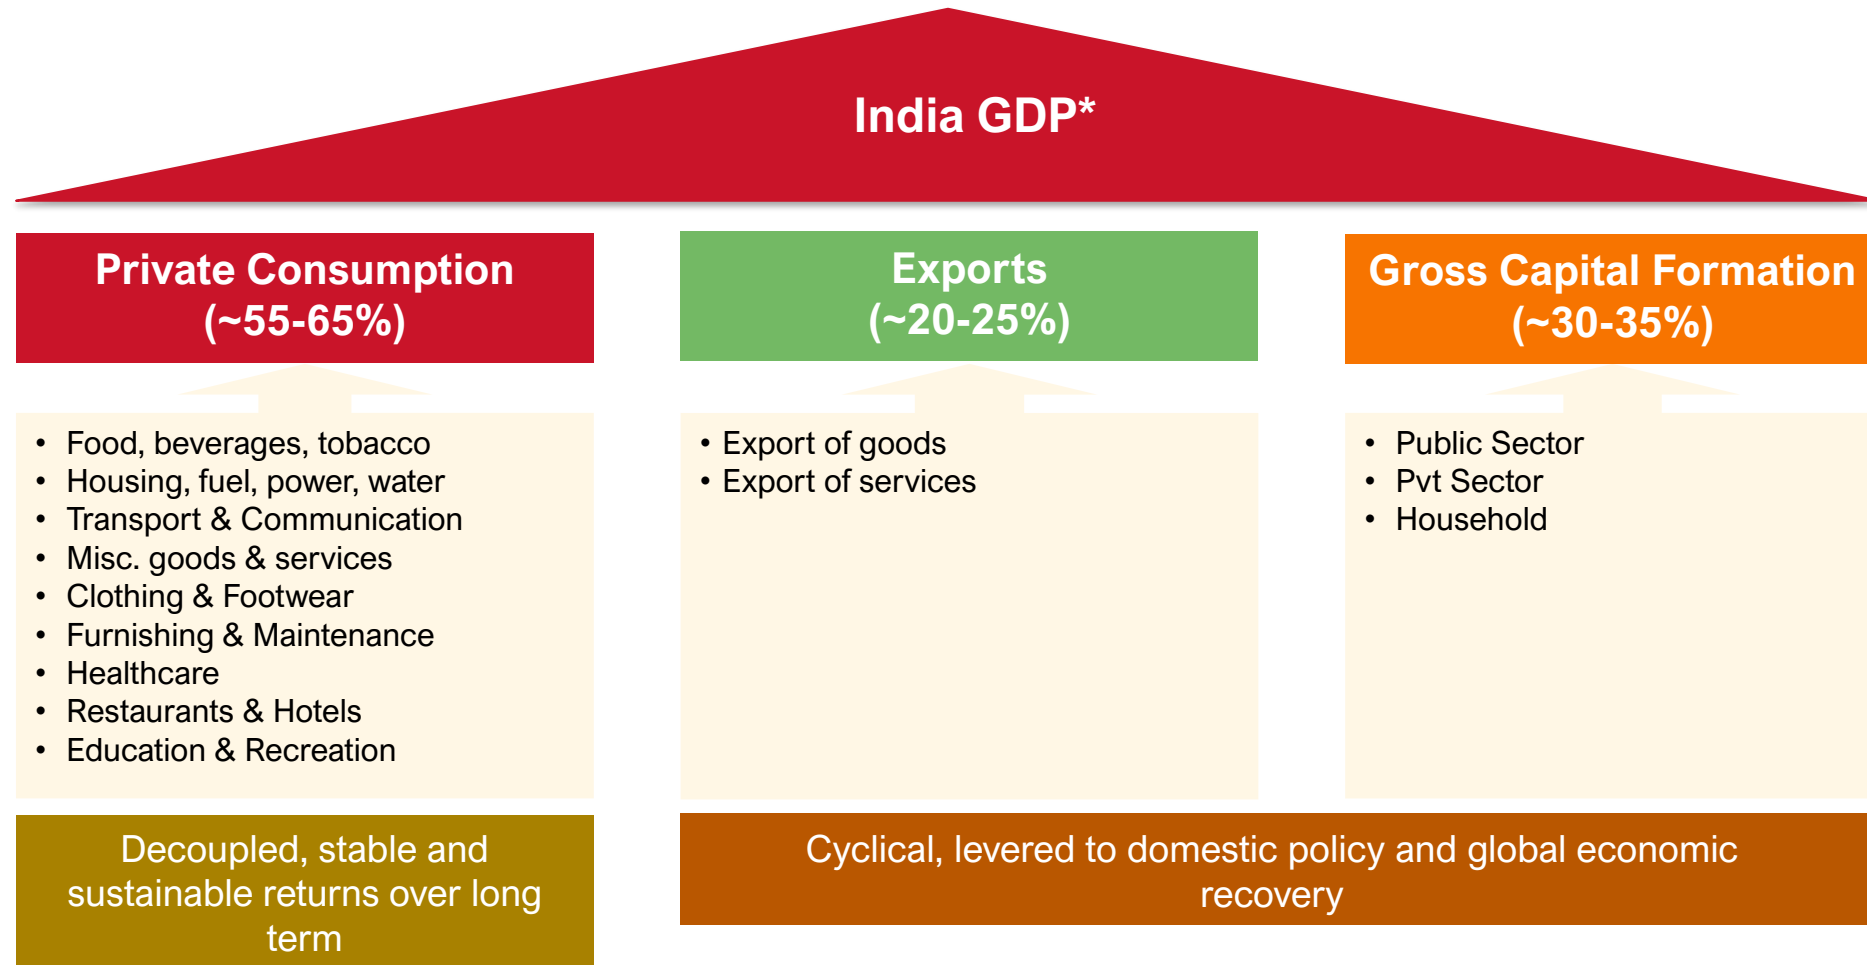 India GDP*
Private Consumption
(~55-65%)
• Food, beverages, tobacco
• Housing, fuel, power, water
• Transport & Communication
• Misc. goods & services
• Clothing & Footwear
• Furnishing & Maintenance
• Healthcare
• Restaurants & Hotels
• Education & Recreation
Decoupled, stable and
sustainable returns over long
term
Exports
(~20-25%)
• Export of goods
• Export of services
Gross Capital Formation
(~30-35%)
• Public Sector
• Pvt Sector
• Household
Cyclical, levered to domestic policy and global economic
recovery